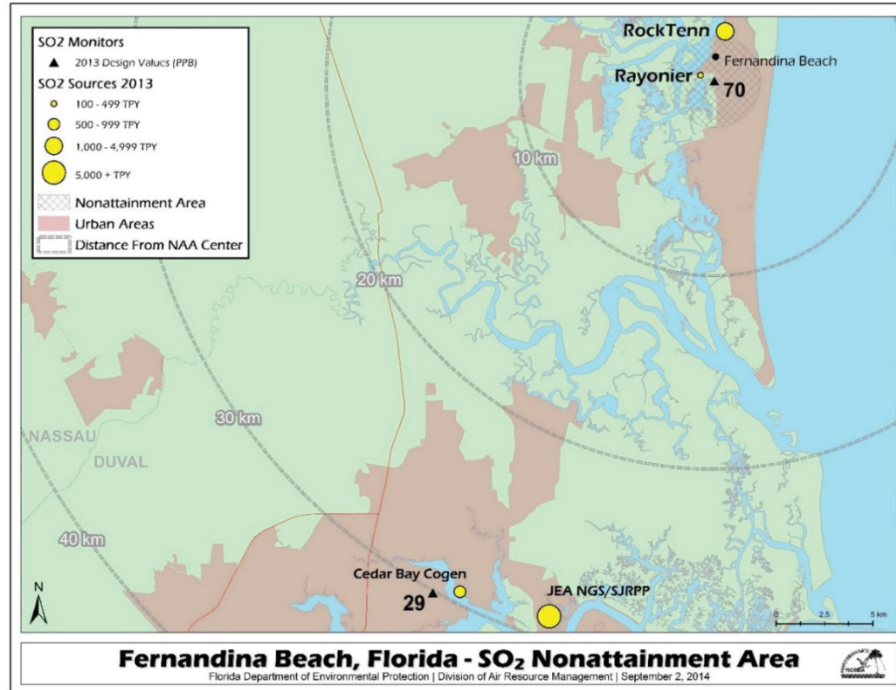 SO2 Monitors
2013 Design Values (PPB)
SO2 Sources 2013
100 - 499 TPY
500 - 999 TPY
1,000 - 4,999 TPY
5,000 + TPY
Nonattainment Area
Urban Areas
Distance From NAA Center
RockTenn
Fernandina Beach
Rayonier
70
10 km
20 km
30 km
NASSAU
DUVAL
40 km
Cedar Bay Cogen
29
JEA NGS/SJRPP
N
0 2.5 5 km
Fernandina Beach, Florida - SO₂ Nonattainment Area
Florida Department of Environmental Protection | Division of Air Resource Management | September 2, 2014